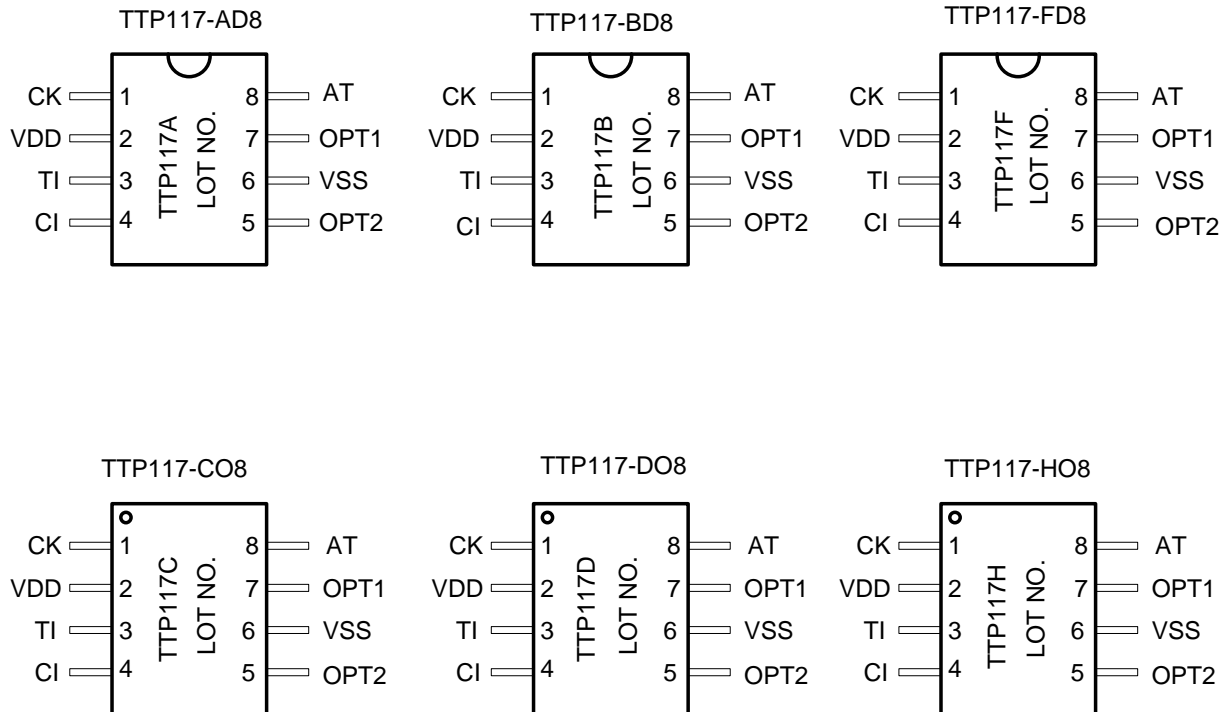 TTP117-AD8
CK 1 8 AT
VDD 2 7 OPT1
TI 3 6 VSS
CI 4 5 OPT2
TTP117A
LOT NO.
TTP117-BD8
CK 1 8 AT
VDD 2 7 OPT1
TI 3 6 VSS
CI 4 5 OPT2
TTP117B
LOT NO.
TTP117-FD8
CK 1 8 AT
VDD 2 7 OPT1
TI 3 6 VSS
CI 4 5 OPT2
TTP117F
LOT NO.
TTP117-CO8
CK 1 8 AT
VDD 2 7 OPT1
TI 3 6 VSS
CI 4 5 OPT2
TTP117C
LOT NO.
TTP117-DO8
CK 1 8 AT
VDD 2 7 OPT1
TI 3 6 VSS
CI 4 5 OPT2
TTP117D
LOT NO.
TTP117-HO8
CK 1 8 AT
VDD 2 7 OPT1
TI 3 6 VSS
CI 4 5 OPT2
TTP117H
LOT NO.